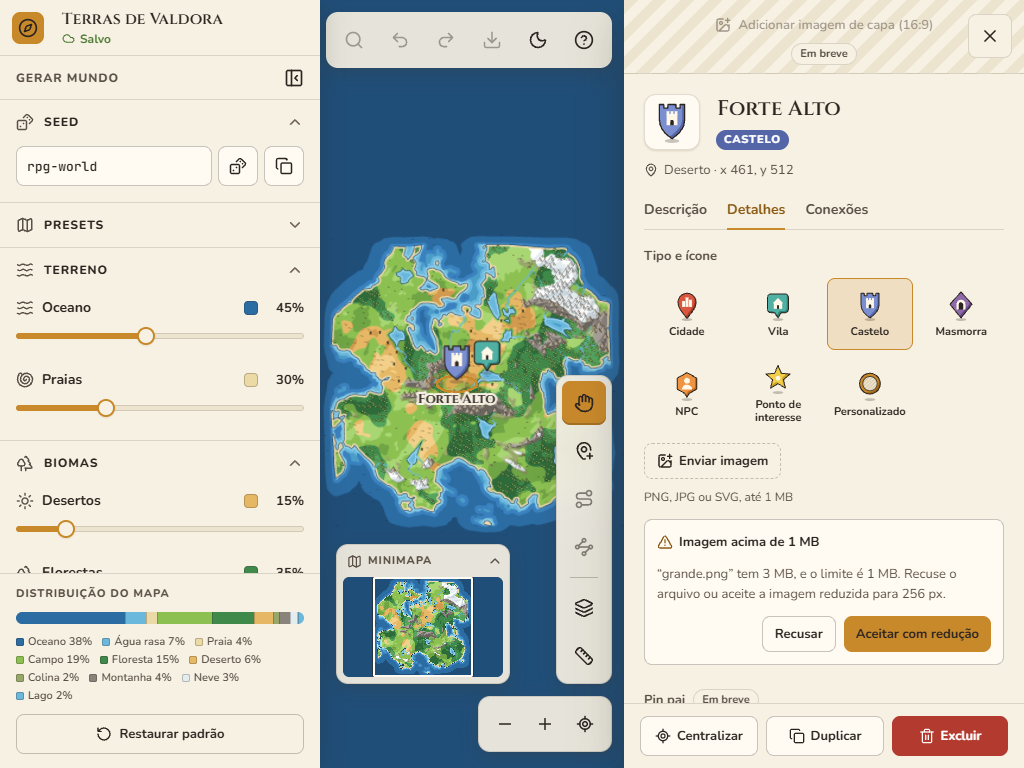 Terras de Valdora
Salvo
GERAR MUNDO
SEED
rpg-world
PRESETS
TERRENO
Oceano 45%
Praias 30%
BIOMAS
Desertos 15%
Florestas 35%
DISTRIBUIÇÃO DO MAPA
Oceano 38% Água rasa 7% Praia 4%
Campo 19% Floresta 15% Deserto 6%
Colina 2% Montanha 4% Neve 3%
Lago 2%
Restaurar padrão
Forte Alto
MINIMAPA
Adicionar imagem de capa (16:9)
Em breve
Forte Alto
CASTELO
Deserto · x 461, y 512
Descrição Detalhes Conexões
Tipo e ícone
Cidade Vila Castelo Masmorra
NPC Ponto de interesse Personalizado
Enviar imagem
PNG, JPG ou SVG, até 1 MB
Imagem acima de 1 MB
“grande.png” tem 3 MB, e o limite é 1 MB. Recuse o
arquivo ou aceite a imagem reduzida para 256 px.
Recusar Aceitar com redução
Pin pai Em breve
Centralizar Duplicar Excluir